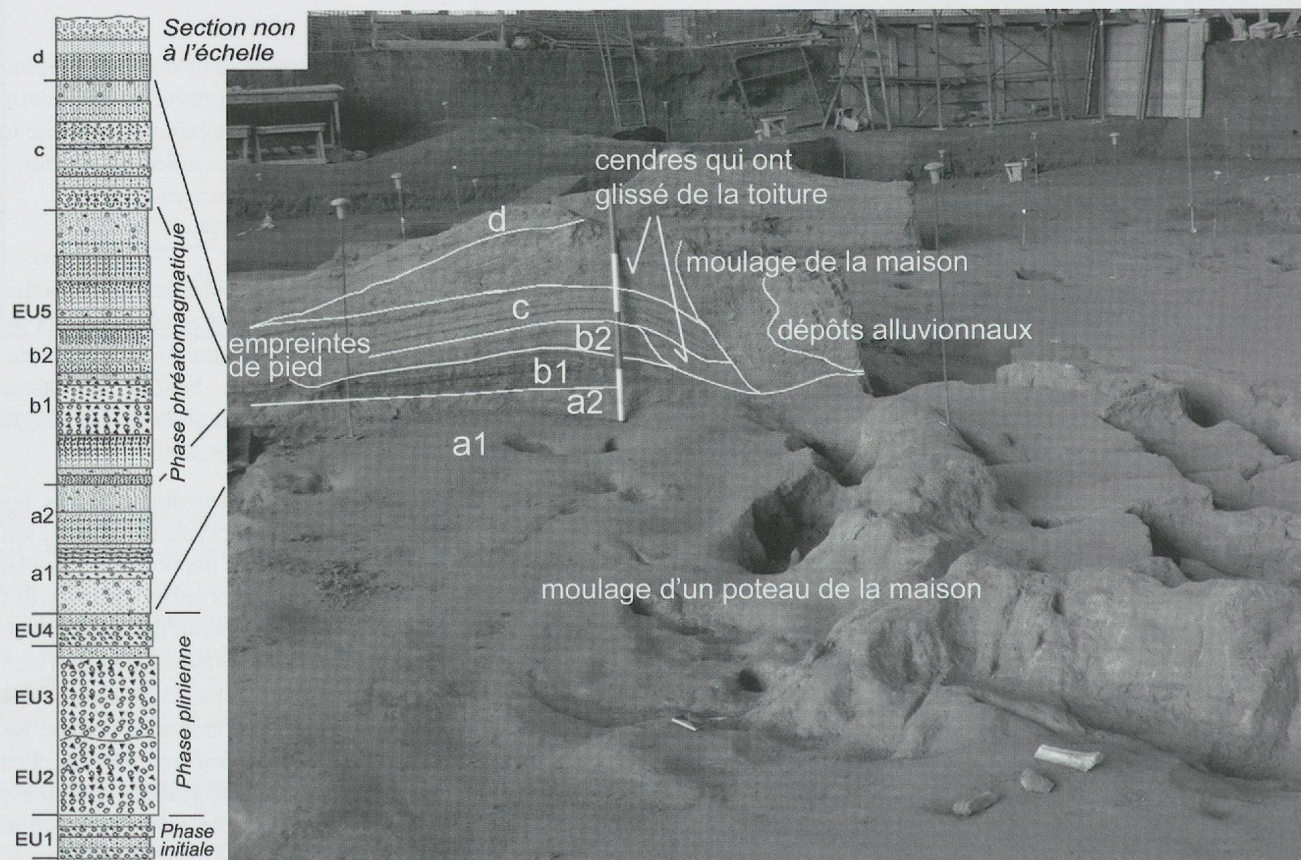 Section non
à l'échelle
d
c
EU5
b2
b1
a2
a1
EU4
EU3
EU2
EU1
Phase phréatomagmatique
Phase plinienne
Phase
initiale
cendres qui ont
glissé de la toiture
d
moulage de la maison
c
dépôts alluvionnaux
b2
empreintes
de pied
b1
a2
a1
moulage d'un poteau de la maison